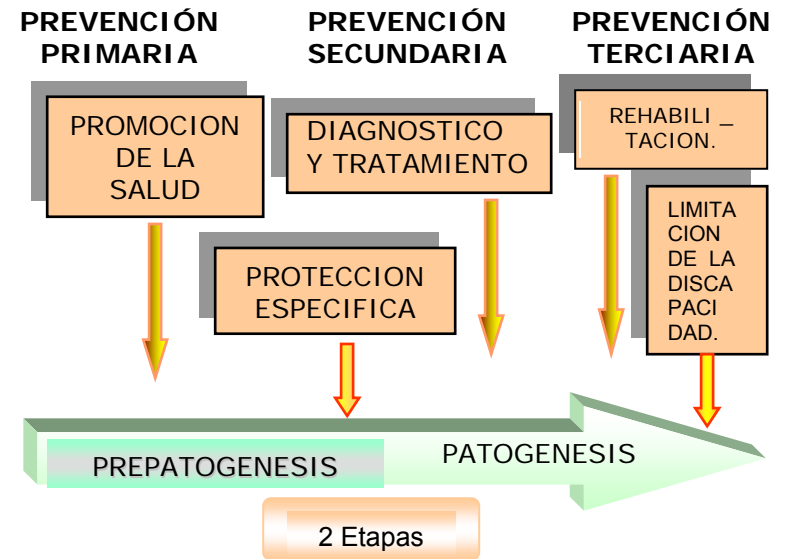 PREVENCIÓN
PRIMARIA
PREVENCIÓN
SECUNDARIA
PREVENCIÓN
TERCIARIA
PROMOCION
DE LA
SALUD
DIAGNOSTICO
Y TRATAMIENTO
REHABILI _
TACION.
PROTECCION
ESPECIFICA
LIMITA
CION
DE LA
DISCA
PACI
DAD.
PREPATOGENESIS
PATOGENESIS
2 Etapas